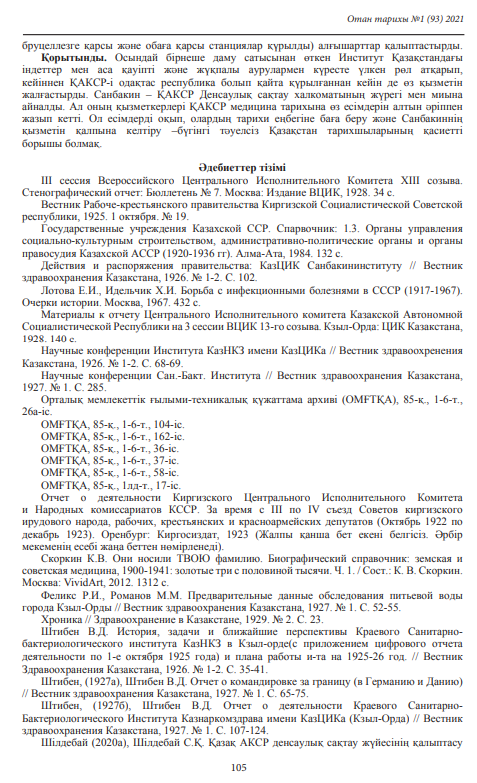 Отан тарихы №1 (93) 2021
бруцеллезге қарсы және обаға қарсы станциялар құрылды) алғышарттар қалыптастырды.
Қорытынды. Осындай бірнеше даму сатысынан өткен Институт Қазақстандағы
індеттер мен аса қауіпті және жұқпалы аурулармен күресте үлкен рөл атқарып,
кейіннен ҚАКСР-і одақтас республика болып қайта құрылғаннан кейін де өз қызметін
жалғастырды. Санбакин – ҚАКСР Денсаулық сақтау халкоматының жүрегі мен миына
айналды. Ал оның қызметкерлері ҚАКСР медицина тарихына өз есімдерін алтын әріппен
жазып кетті. Ол есімдерді оқып, олардың тарихи еңбегіне баға беру және Санбакиннің
қызметін қалпына келтіру –бүгінгі тәуелсіз Қазақстан тарихшыларының қасиетті
борышы болмақ.
Әдебиеттер тізімі
III сессия Всероссийского Центрального Исполнительного Комитета XIII созыва.
Стенографический отчет: Бюллетень № 7. Москва: Издание ВЦИК, 1928. 34 с.
Вестник Рабоче-крестьянского правительства Киргизской Социалистической Советской
республики, 1925. 1 октября. № 19.
Государственные учреждения Казахской ССР. Спарвочник: 1.3. Органы управления
социально-культурным строительством, административно-политические органы и органы
правосудия Казахской АССР (1920-1936 гг). Алма-Ата, 1984. 132 с.
Действия и распоряжения правительства: КазЦИК Санбакининституту // Вестник
здравоохранения Казахстана, 1926. № 1-2. С. 102.
Лотова Е.И., Идельчик Х.И. Борьба с инфекционными болезнями в СССР (1917-1967).
Очерки истории. Москва, 1967. 432 с.
Материалы к отчету Центрального Исполнительного комитета Казакской Автономной
Социалистической Республики на 3 сессии ВЦИК 13-го созыва. Кзыл-Орда: ЦИК Казакстана,
1928. 140 с.
Научные конференции Института КазНКЗ имени КазЦИКа // Вестник здравоохренения
Казакстана, 1926. № 1-2. С. 68-69.
Научные конференции Сан.-Бакт. Института // Вестник здравоохранения Казакстана,
1927. № 1. С. 285.
Орталық мемлекеттік ғылыми-техникалық құжаттама архиві (ОМҒТҚА), 85-қ., 1-6-т.,
26а-іс.
ОМҒТҚА, 85-қ., 1-6-т., 104-іс.
ОМҒТҚА, 85-қ., 1-6-т., 162-іс.
ОМҒТҚА, 85-қ., 1-6-т., 36-іс.
ОМҒТҚА, 85-қ., 1-6-т., 37-іс.
ОМҒТҚА, 85-қ., 1-6-т., 58-іс.
ОМҒТҚА, 85-қ., 1лд-т., 17-іс.
Отчет о деятельности Киргизского Центрального Исполнительного Комитета
и Народных комиссариатов КССР. За время с III по IV съезд Советов киргизского
ирудового народа, рабочих, крестьянских и красноармейских депутатов (Октябрь 1922 по
декабрь 1923). Оренбург: Киргосиздат, 1923 (Жалпы қанша бет екені белгісіз. Әрбір
мекеменің есебі жаңа беттен нөмірленеді).
Скоркин К.В. Они носили ТВОЮ фамилию. Биографический справочник: земская и
советская медицина, 1900-1941: золотые три с половиной тысячи. Ч. 1. / Сост.: К. В. Скоркин.
Москва: VividArt, 2012. 1312 с.
Феликс Р.И., Романов М.М. Предварительные данные обследования питьевой воды
города Кзыл-Орды // Вестник здравоохранения Казакстана, 1927. № 1. С. 52-55.
Хроника // Здравоохранение в Казакстане, 1929. № 2. С. 23.
Штибен В.Д. История, задачи и ближайшие перспективы Краевого Санитарно-
бактериологического института КазНКЗ в Кзыл-орде(с приложением цифрового отчета
деятельности по 1-е октября 1925 года) и плана работы и-та на 1925-26 год. // Вестник
Здравоохранения Казакстана, 1926. № 1-2. С. 35-41.
Штибен, (1927а), Штибен В.Д. Отчет о командировке за границу (в Германию и Данию)
// Вестник здравоохранения Казакстана, 1927. № 1. С. 65-75.
Штибен, (1927б), Штибен В.Д. Отчет о деятельности Краевого Санитарно-
Бактериологического Института Казнаркомздрава имени КазЦИКа (Кзыл-Орда) // Вестник
здравоохранения Казакстана, 1927. № 1. С. 107-124.
Шілдебай (2020а), Шілдебай С.Қ. Қазақ АКСР денсаулық сақтау жүйесінің қалыптасу
105